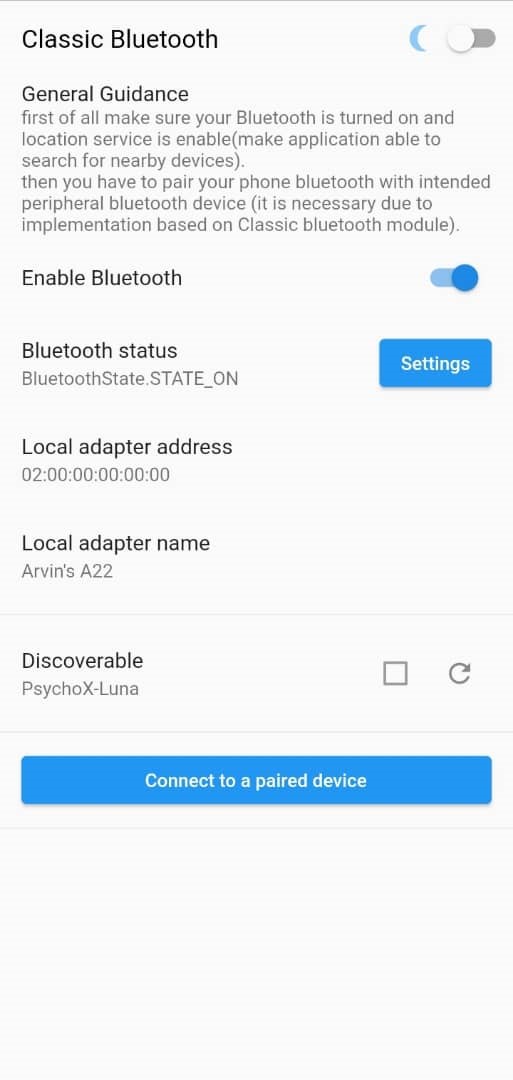 Classic Bluetooth
General Guidance
first of all make sure your Bluetooth is turned on and
location service is enable(make application able to
search for nearby devices).
then you have to pair your phone bluetooth with intended
peripheral bluetooth device (it is necessary due to
implementation based on Classic bluetooth module).
Enable Bluetooth
Bluetooth status
BluetoothState.STATE_ON
Settings
Local adapter address
02:00:00:00:00:00
Local adapter name
Arvin's A22
Discoverable
PsychoX-Luna
Connect to a paired device